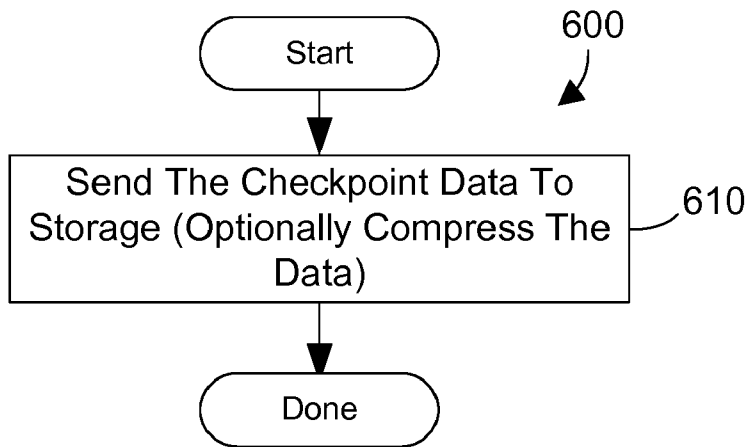 600
Start
Send The Checkpoint Data To
Storage (Optionally Compress The
Data)
610
Done